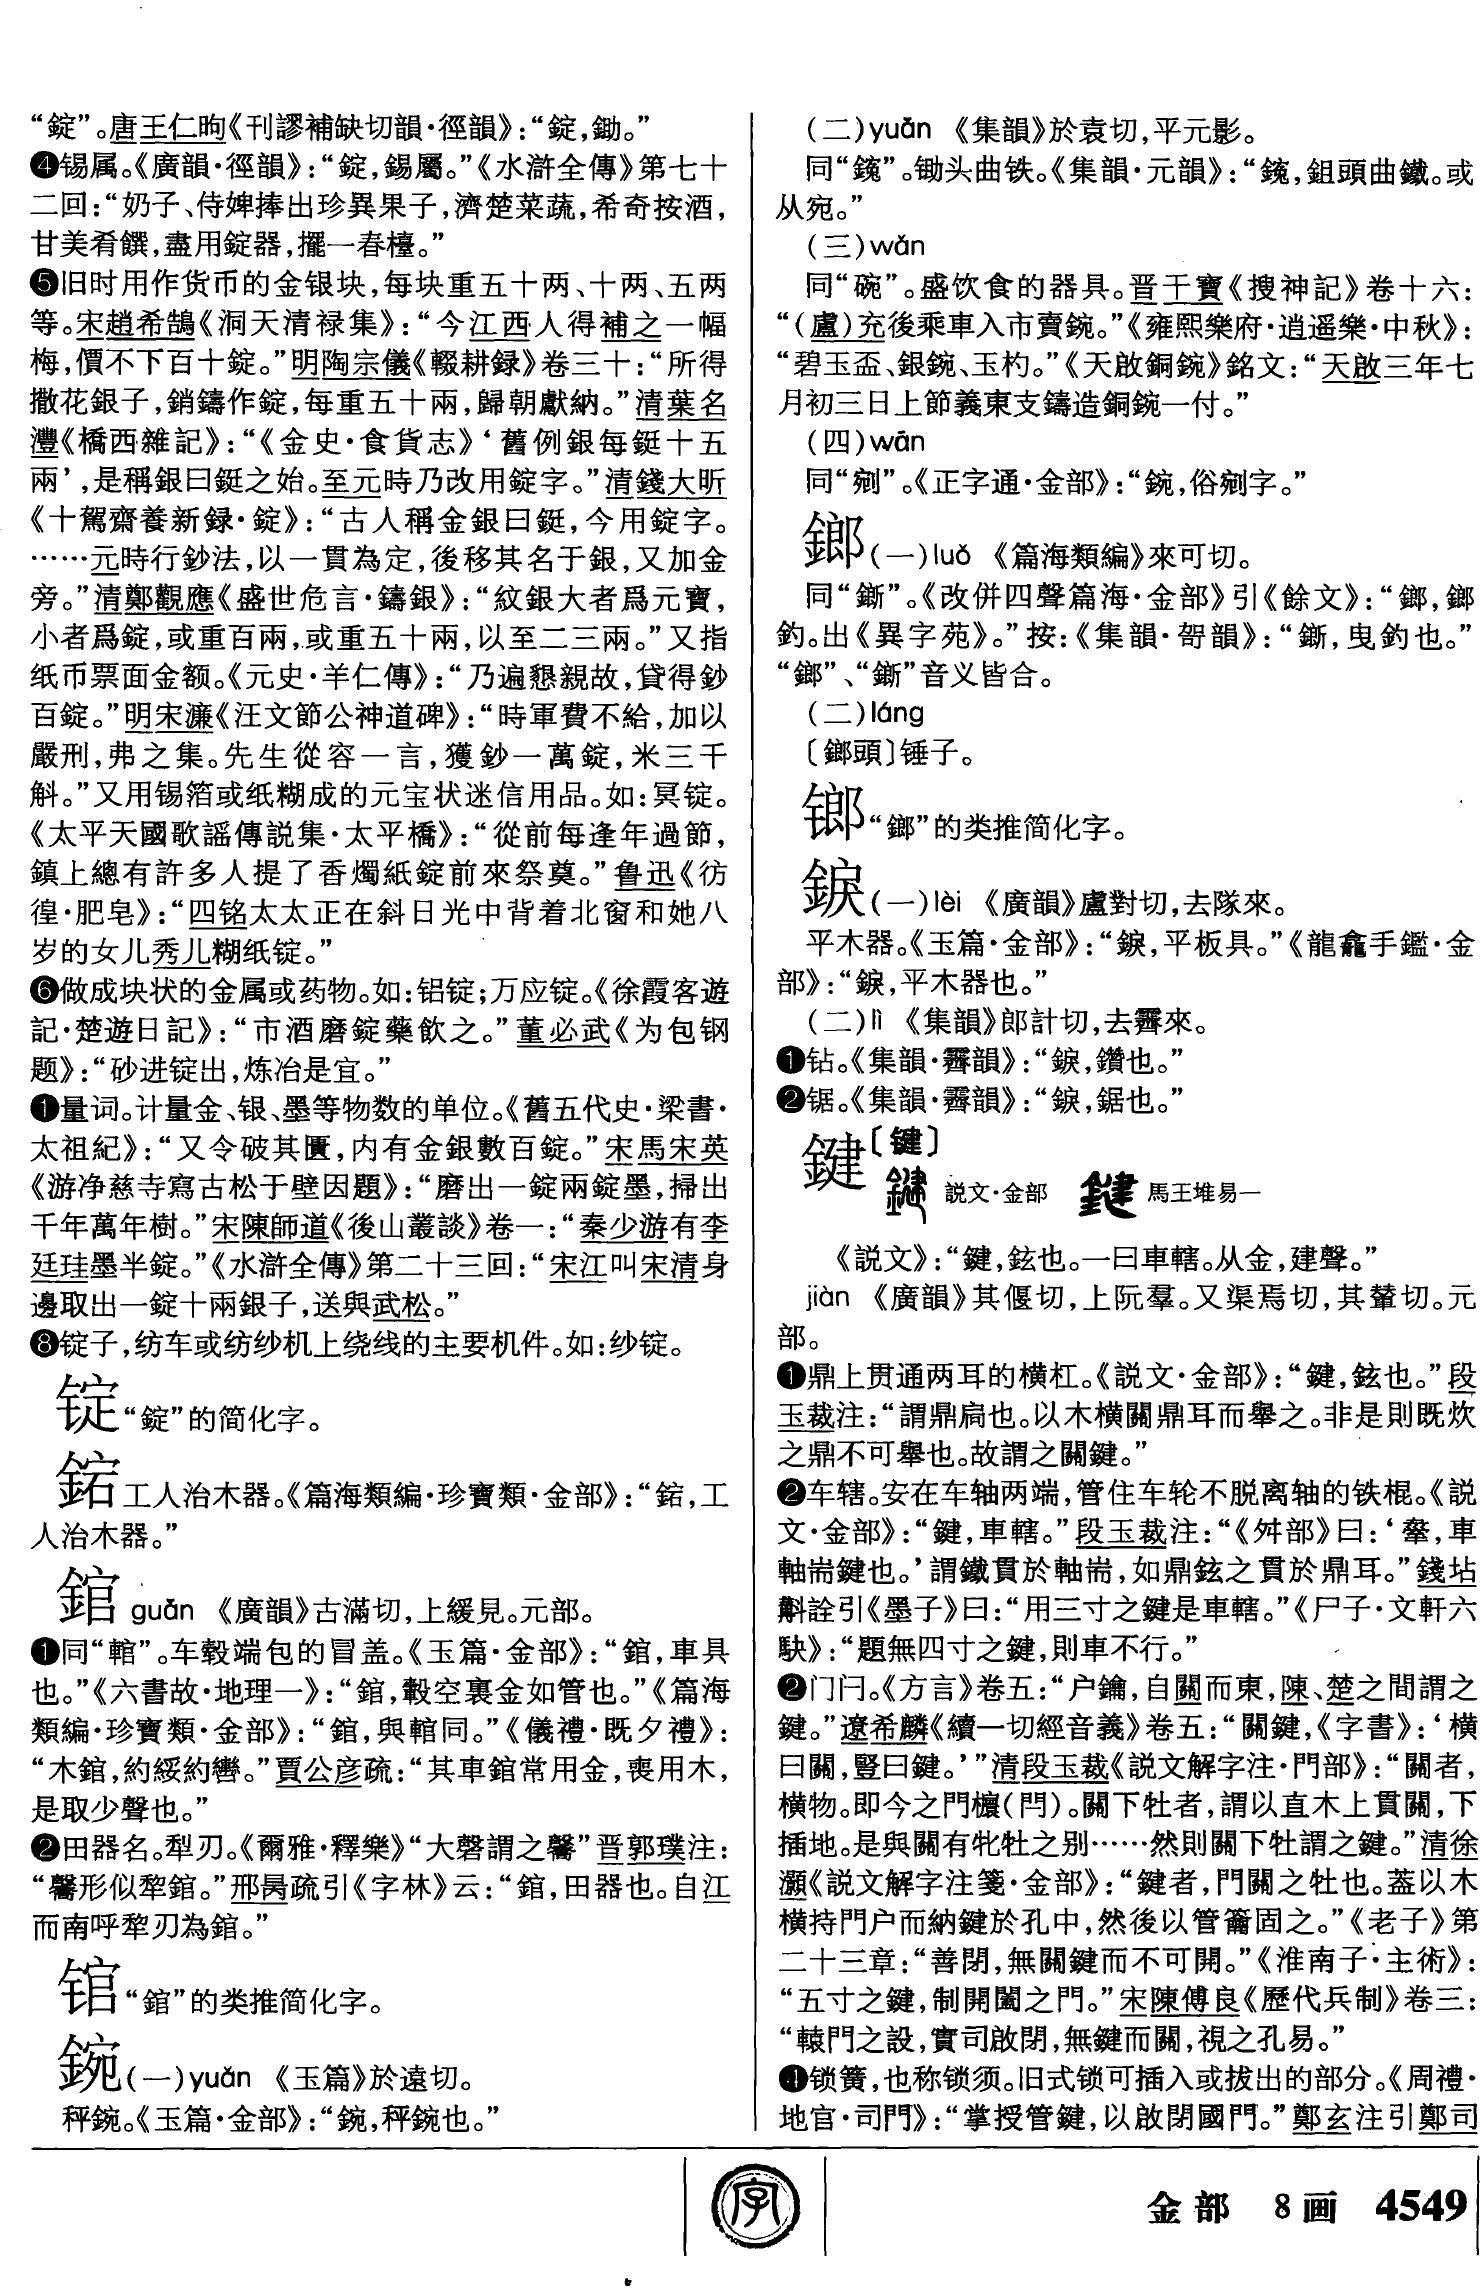 “錠”。唐王仁昫《刊謬補缺切韻·徑韻》：“錠，鋤。”
❹锡属。《廣韻·徑韻》：“錠，錫屬。”《水滸全傳》第七十
二回：“奶子、侍婢捧出珍異果子，濟楚菜蔬，希奇按酒，
甘美肴饌，盡用錠器，擺一春檯。”
❺旧时用作货币的金银块，每块重五十两、十两、五两
等。宋趙希鵠《洞天清禄集》：“今江西人得補之一幅
梅，價不下百十錠。”明陶宗儀《輟耕録》卷三十：“所得
撒花銀子，銷鑄作錠，每重五十兩，歸朝獻納。”清葉名
灃《橋西雜記》：“《金史·食貨志》‘舊例銀每鋌十五
兩’，是稱銀曰鋌之始。至元時乃改用錠字。”清錢大昕
《十駕齋養新録·錠》：“古人稱金銀曰鋌，今用錠字。
……元時行鈔法，以一貫為定，後移其名于銀，又加金
旁。”清鄭觀應《盛世危言·鑄銀》：“紋銀大者爲元寶，
小者爲錠，或重百兩，或重五十兩，以至二三兩。”又指
纸币票面金额。《元史·羊仁傳》：“乃遍懇親故，貸得鈔
百錠。”明宋濂《汪文節公神道碑》：“時軍費不給，加以
嚴刑，弗之集。先生從容一言，獲鈔一萬錠，米三千
斛。”又用锡箔或纸糊成的元宝状迷信用品。如：冥锭。
《太平天國歌謡傳説集·太平橋》：“從前每逢年過節，
鎮上總有許多人提了香燭紙錠前來祭奠。”鲁迅《彷
徨·肥皂》：“四铭太太正在斜日光中背着北窗和她八
岁的女儿秀儿糊纸锭。”
❻做成块状的金属或药物。如：铝锭；万应锭。《徐霞客遊
記·楚遊日記》：“市酒磨錠藥飲之。”董必武《为包钢
题》：“砂进锭出，炼冶是宜。”
❶量词。计量金、银、墨等物数的单位。《舊五代史·梁書·
太祖紀》：“又令破其匱，内有金銀數百錠。”宋馬宋英
《游净慈寺寫古松于壁因題》：“磨出一錠兩錠墨，掃出
千年萬年樹。”宋陳師道《後山叢談》卷一：“秦少游有李
廷珪墨半錠。”《水滸全傳》第二十三回：“宋江叫宋清身
邊取出一錠十兩銀子，送與武松。”
❽锭子，纺车或纺纱机上绕线的主要机件。如：纱锭。
锭“錠”的简化字。
䥉工人治木器。《篇海類編·珍寶類·金部》：“䥉，工
人治木器。”
錧 guǎn 《廣韻》古滿切，上緩見。元部。
❶同“輨”。车毂端包的冒盖。《玉篇·金部》：“錧，車具
也。”《六書故·地理一》：“錧，轂空裏金如管也。”《篇海
類編·珍寶類·金部》：“錧，與輨同。”《儀禮·既夕禮》：
“木錧，約綏約轡。”賈公彦疏：“其車錧常用金，喪用木，
是取少聲也。”
❷田器名。犁刃。《爾雅·釋樂》“大磬謂之毊”晋郭璞注：
“毊形似犂錧。”邢昺疏引《字林》云：“錧，田器也。自江
而南呼犂刃為錧。”
𫔀“錧”的类推简化字。
鋺(一)yuǎn 《玉篇》於遠切。
秤鋺。《玉篇·金部》：“鋺，秤鋺也。”
(二)yuān 《集韻》於袁切，平元影。
同“䥉”。锄头曲铁。《集韻·元韻》：“，鉏頭曲鐵。或
从宛。”
(三)wǎn
同“碗”。盛饮食的器具。晋干寶《搜神記》卷十六：
“(盧)充後乘車入市賣鋺。”《雍熙樂府·逍遥樂·中秋》：
“碧玉盃、銀鋺、玉杓。”《天啟銅鋺》銘文：“天啟三年七
月初三日上節義東支鑄造銅鋺一付。”
(四)wān
同“剜”。《正字通·金部》：“鋺，俗剜字。”
鎯(一)luǒ 《篇海類編》來可切。
同“”。《改併四聲篇海·金部》引《餘文》：“鎯，鎯
釣。出《異字苑》。”按：《集韻·哿韻》：“，曳釣也。”
“鎯”、“”音义皆合。
(二)láng
〔鎯頭〕锤子。
锒“鎯”的类推简化字。
錑(一)lèi 《廣韻》盧對切，去隊來。
平木器。《玉篇·金部》：“錑，平板具。”《龍龕手鑑·金
部》：“錑，平木器也。”
(二)lì 《集韻》郎計切，去霽來。
❶钻。《集韻·霽韻》：“錑，鑽也。”
❷锯。《集韻·霽韻》：“錑，鋸也。”
鍵〔键〕
説文·金部 馬王堆易一
《説文》：“鍵，鉉也。一曰車轄。从金，建聲。”
jiàn 《廣韻》其偃切，上阮羣。又渠焉切，其輦切。元
部。
❶鼎上贯通两耳的横杠。《説文·金部》：“鍵，鉉也。”段
玉裁注：“謂鼎扃也。以木横關鼎耳而舉之。非是則既炊
之鼎不可舉也。故謂之關鍵。”
❷车辖。安在车轴两端，管住车轮不脱离轴的铁棍。《説
文·金部》：“鍵，車轄。”段玉裁注：“《舛部》曰：‘舝，車
軸耑鍵也。’謂鐵貫於軸耑，如鼎鉉之貫於鼎耳。”錢坫
斠詮引《墨子》曰：“用三寸之鍵是車轄。”《尸子·文軒六
駃》：“題無四寸之鍵，則車不行。”
❷门闩。《方言》卷五：“户鑰，自關而東，陳、楚之間謂之
鍵。”遼希麟《續一切經音義》卷五：“關鍵，《字書》：‘横
曰關，豎曰鍵。’”清段玉裁《説文解字注·門部》：“關者，
横物。即今之門櫎(閂)。關下牡者，謂以直木上貫關，下
插地。是與關有牝牡之别……然則關下牡謂之鍵。”清徐
灝《説文解字注箋·金部》：“鍵者，門關之牡也。蓋以木
横持門户而納鍵於孔中，然後以管籥固之。”《老子》第
二十三章：“善閉，無關鍵而不可開。”《淮南子·主術》：
“五寸之鍵，制開闔之門。”宋陳傅良《歷代兵制》卷三：
“轅門之設，實司啟閉，無鍵而關，視之孔易。”
❹锁簧，也称锁须。旧式锁可插入或拔出的部分。《周禮·
地官·司門》：“掌授管鍵，以啟閉國門。”鄭玄注引鄭司
字
金部 8画 4549